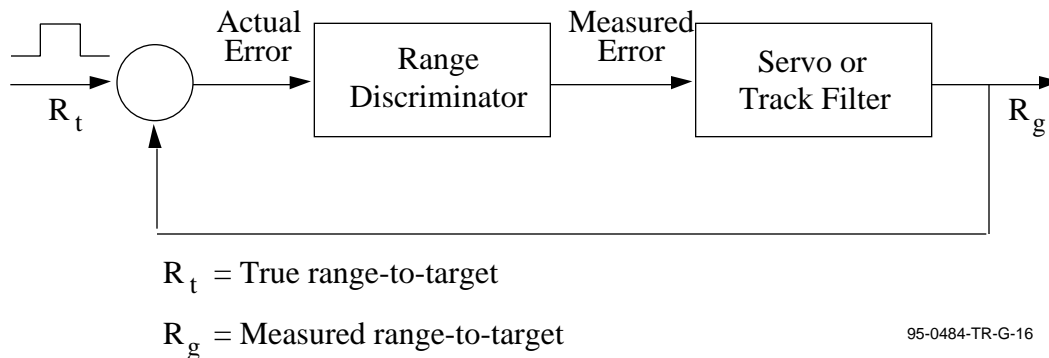 Actual
Error
Measured
Error
Range
Discriminator
Servo or
Track Filter
R t
R g
R t = True range-to-target
R g = Measured range-to-target
95-0484-TR-G-16